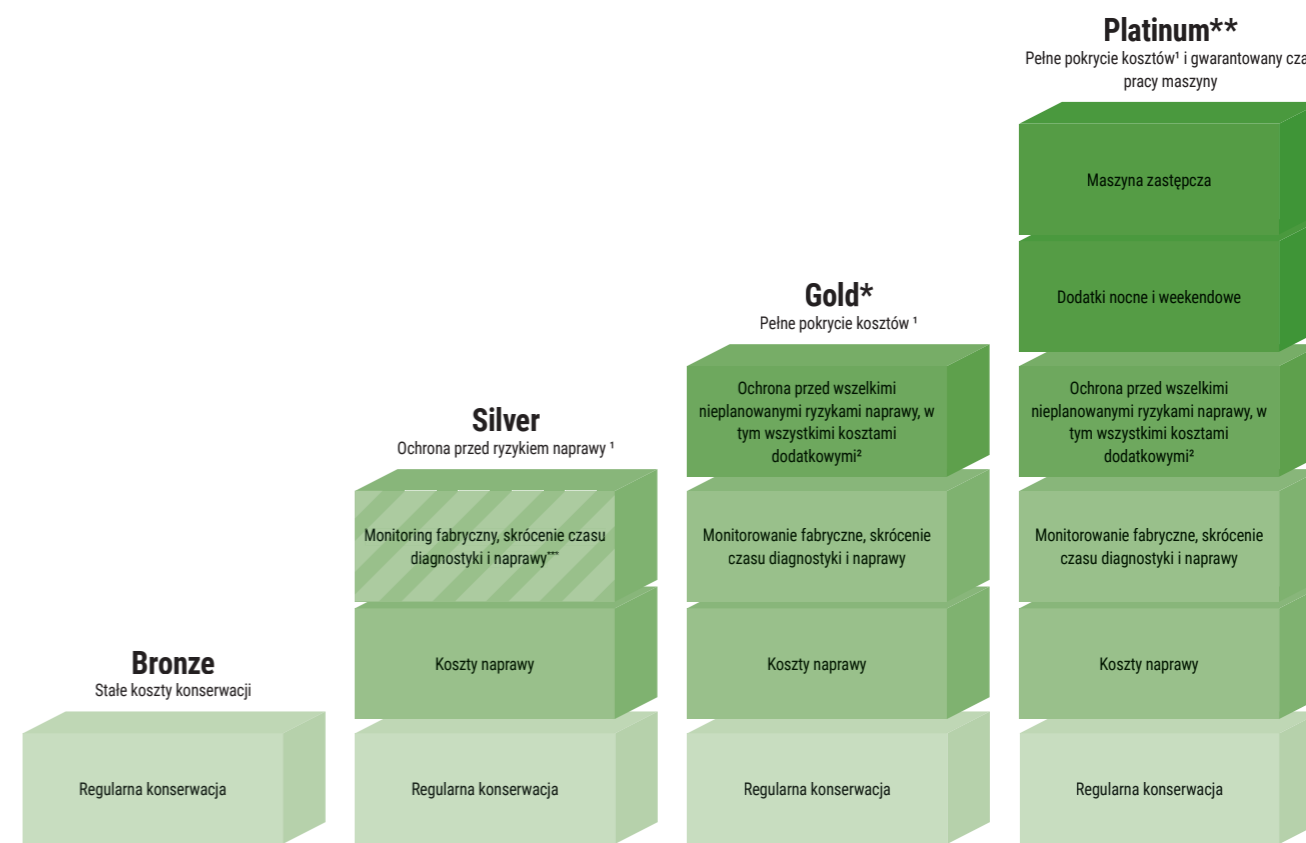 Platinum**
Pełne pokrycie kosztów¹ i gwarantowany cza
pracy maszyny
Maszyna zastępcza
Dodatki nocne i weekendowe
Gold*
Pełne pokrycie kosztów ¹
Ochrona przed wszelkimi
nieplanowanymi ryzykami naprawy, w
tym wszystkimi kosztami
dodatkowymi²
Ochrona przed wszelkimi
nieplanowanymi ryzykami naprawy, w
tym wszystkimi kosztami
dodatkowymi²
Silver
Ochrona przed ryzykiem naprawy ¹
Monitoring fabryczny, skrócenie czasu
diagnostyki i naprawy***
Monitorowanie fabryczne, skrócenie
czasu diagnostyki i naprawy
Monitorowanie fabryczne, skrócenie
czasu diagnostyki i naprawy
Bronze
Stałe koszty konserwacji
Koszty naprawy
Koszty naprawy
Koszty naprawy
Regularna konserwacja
Regularna konserwacja
Regularna konserwacja
Regularna konserwacja